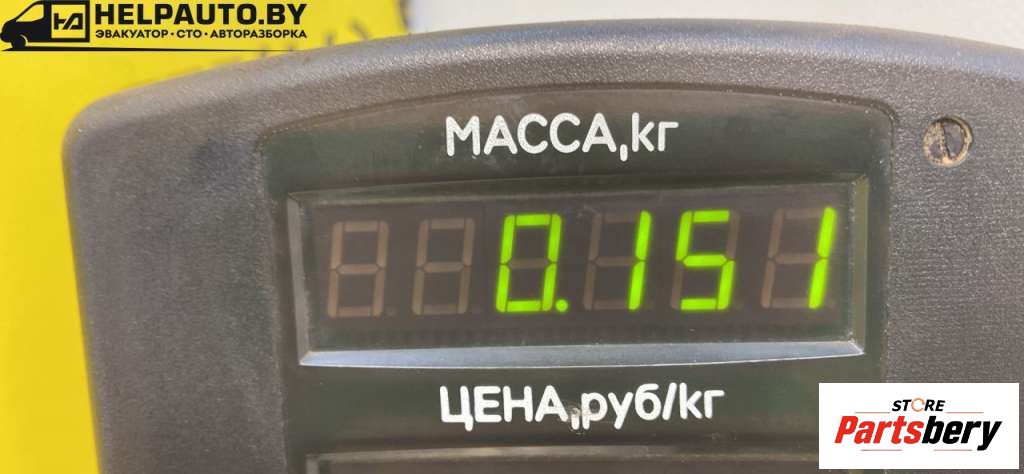 HELPAUTO.BY
ЭВАКУАТОР · СТО · АВТОРАЗБОРКА
МАССА,кг
0.151
ЦЕНА,руб/кг
STORE
Partsbery